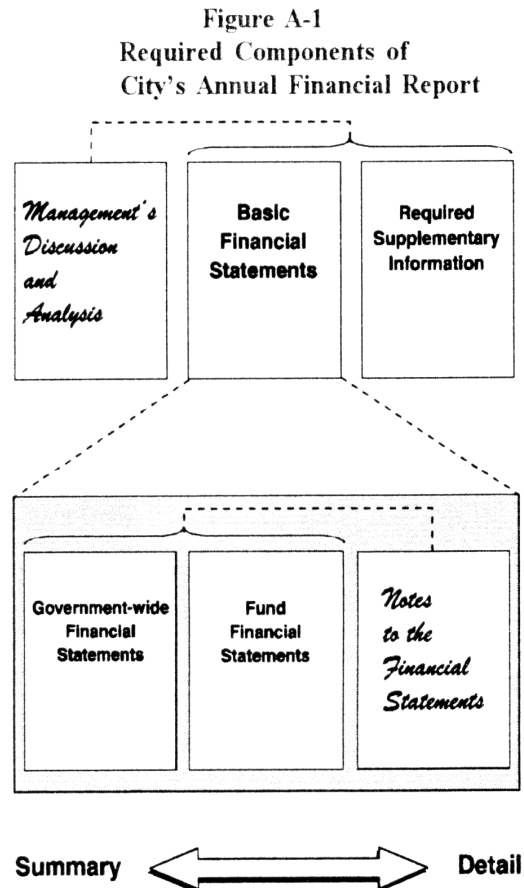 Figure A-1
Required Components of
City's Annual Financial Report
Management's
Discussion
and
Analysis
Basic
Financial
Statements
Required
Supplementary
Information
Government-wide
Financial
Statements
Fund
Financial
Statements
Notes
to the
Financial
Statements
Summary
Detail